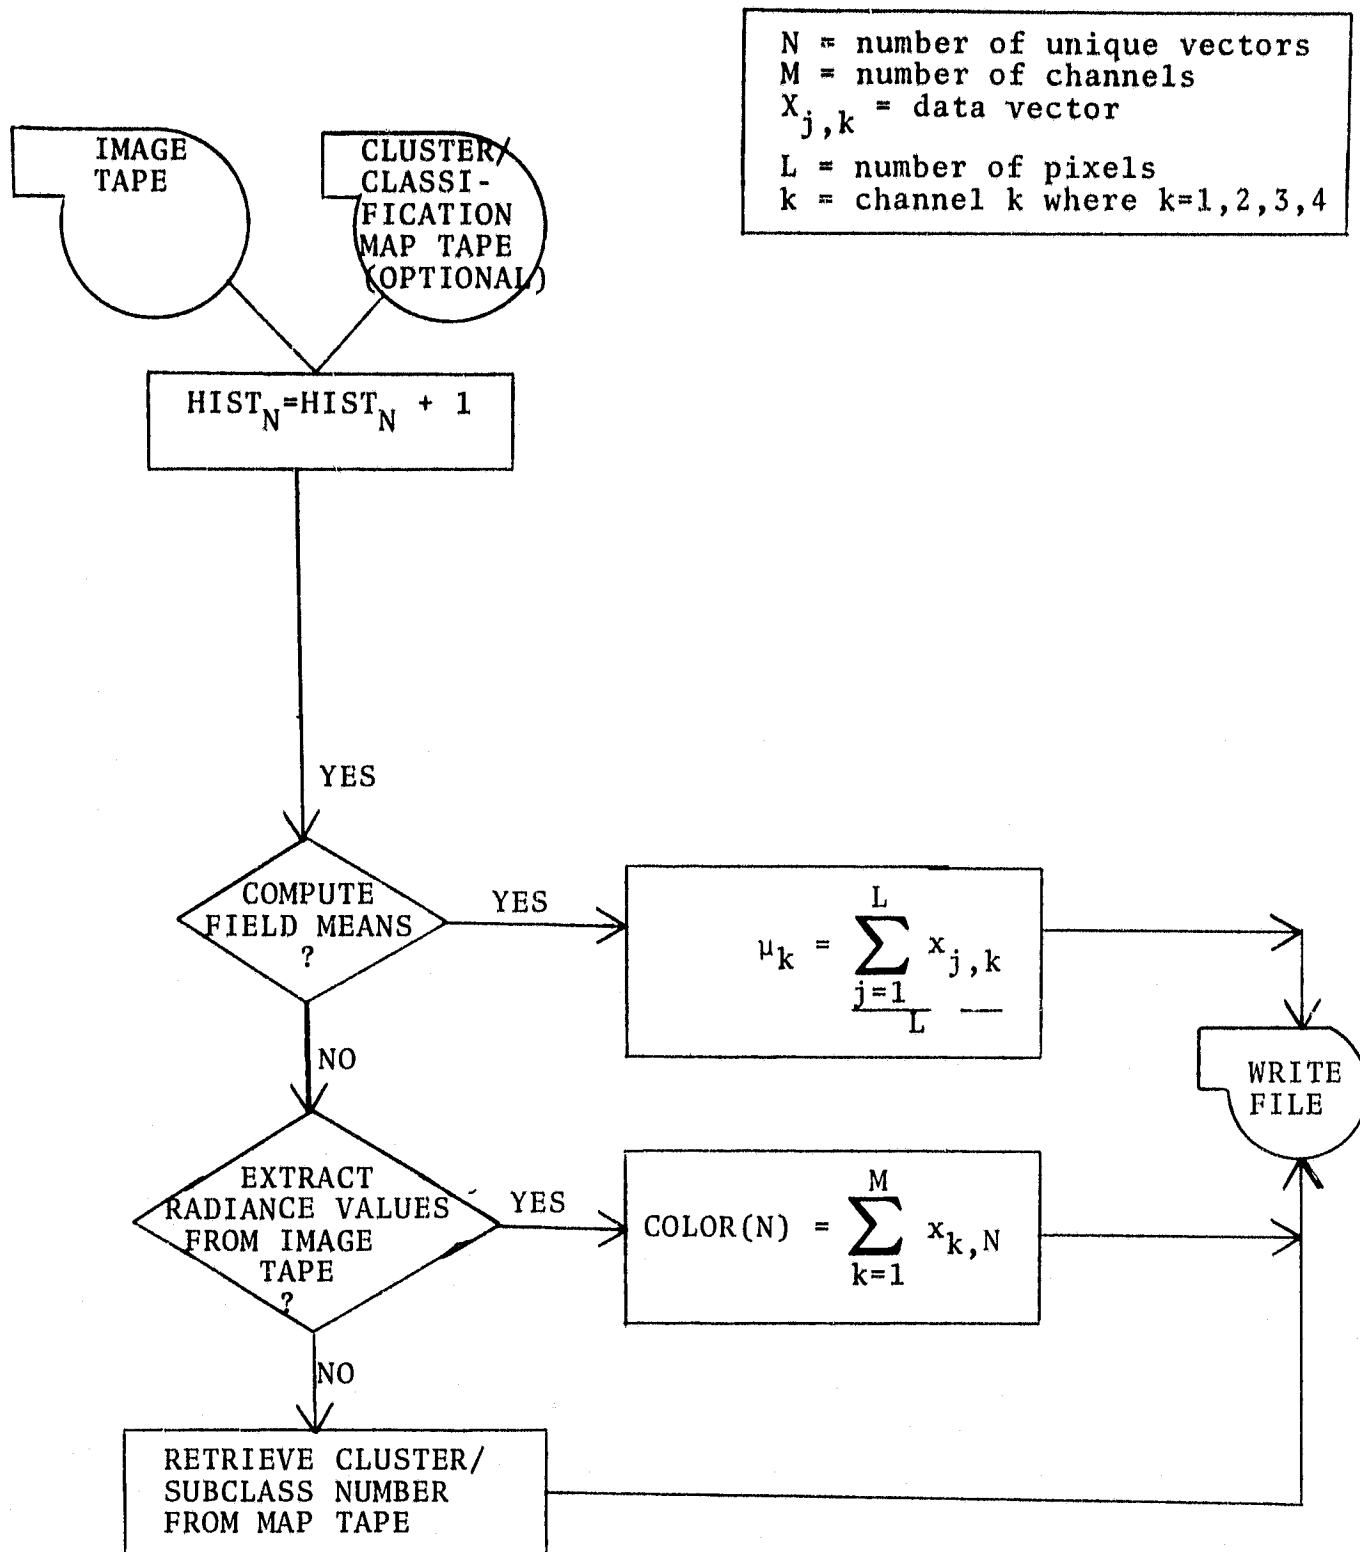 N = number of unique vectors
M = number of channels
X_{j,k} = data vector
L = number of pixels
k = channel k where k=1,2,3,4
IMAGE
TAPE
CLUSTER/
CLASSI-
FICATION
MAP TAPE
(OPTIONAL)
HIST_N=HIST_N + 1
YES
COMPUTE
FIELD MEANS
?
YES
L
μ_k = ∑ x_{j,k}
j=1
L
WRITE
FILE
NO
EXTRACT
RADIANCE VALUES
FROM IMAGE
TAPE
?
YES
M
COLOR(N) = ∑ x_{k,N}
k=1
NO
RETRIEVE CLUSTER/
SUBCLASS NUMBER
FROM MAP TAPE